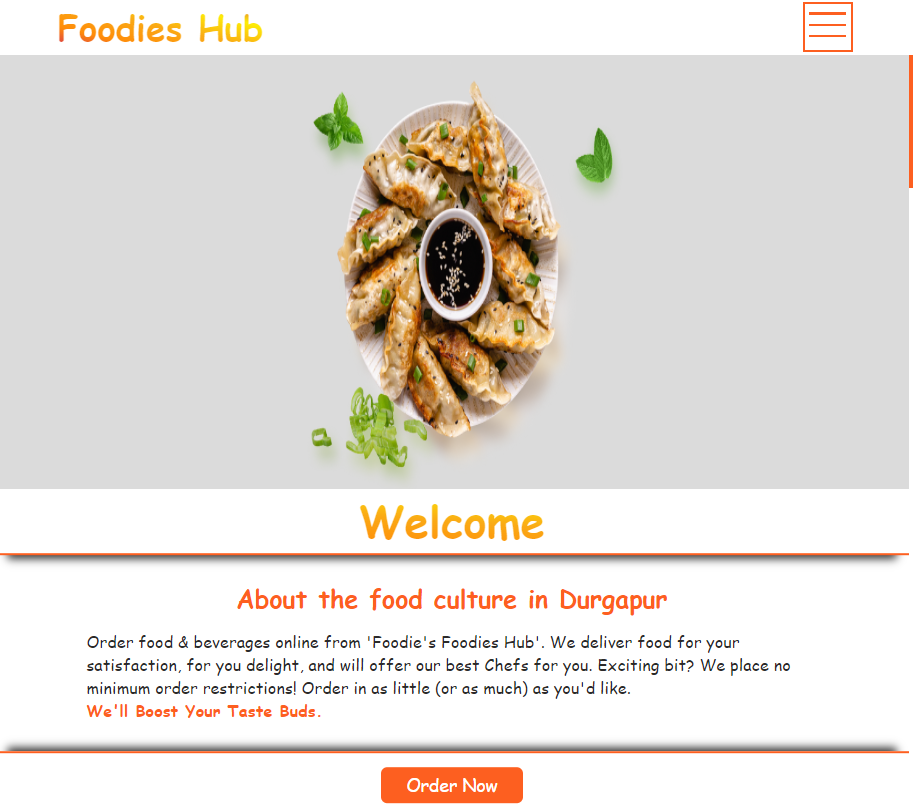 Foodies Hub
Welcome
About the food culture in Durgapur
Order food & beverages online from 'Foodie's Foodies Hub'. We deliver food for your
satisfaction, for you delight, and will offer our best Chefs for you. Exciting bit? We place no
minimum order restrictions! Order in as little (or as much) as you'd like.
We'll Boost Your Taste Buds.
Order Now